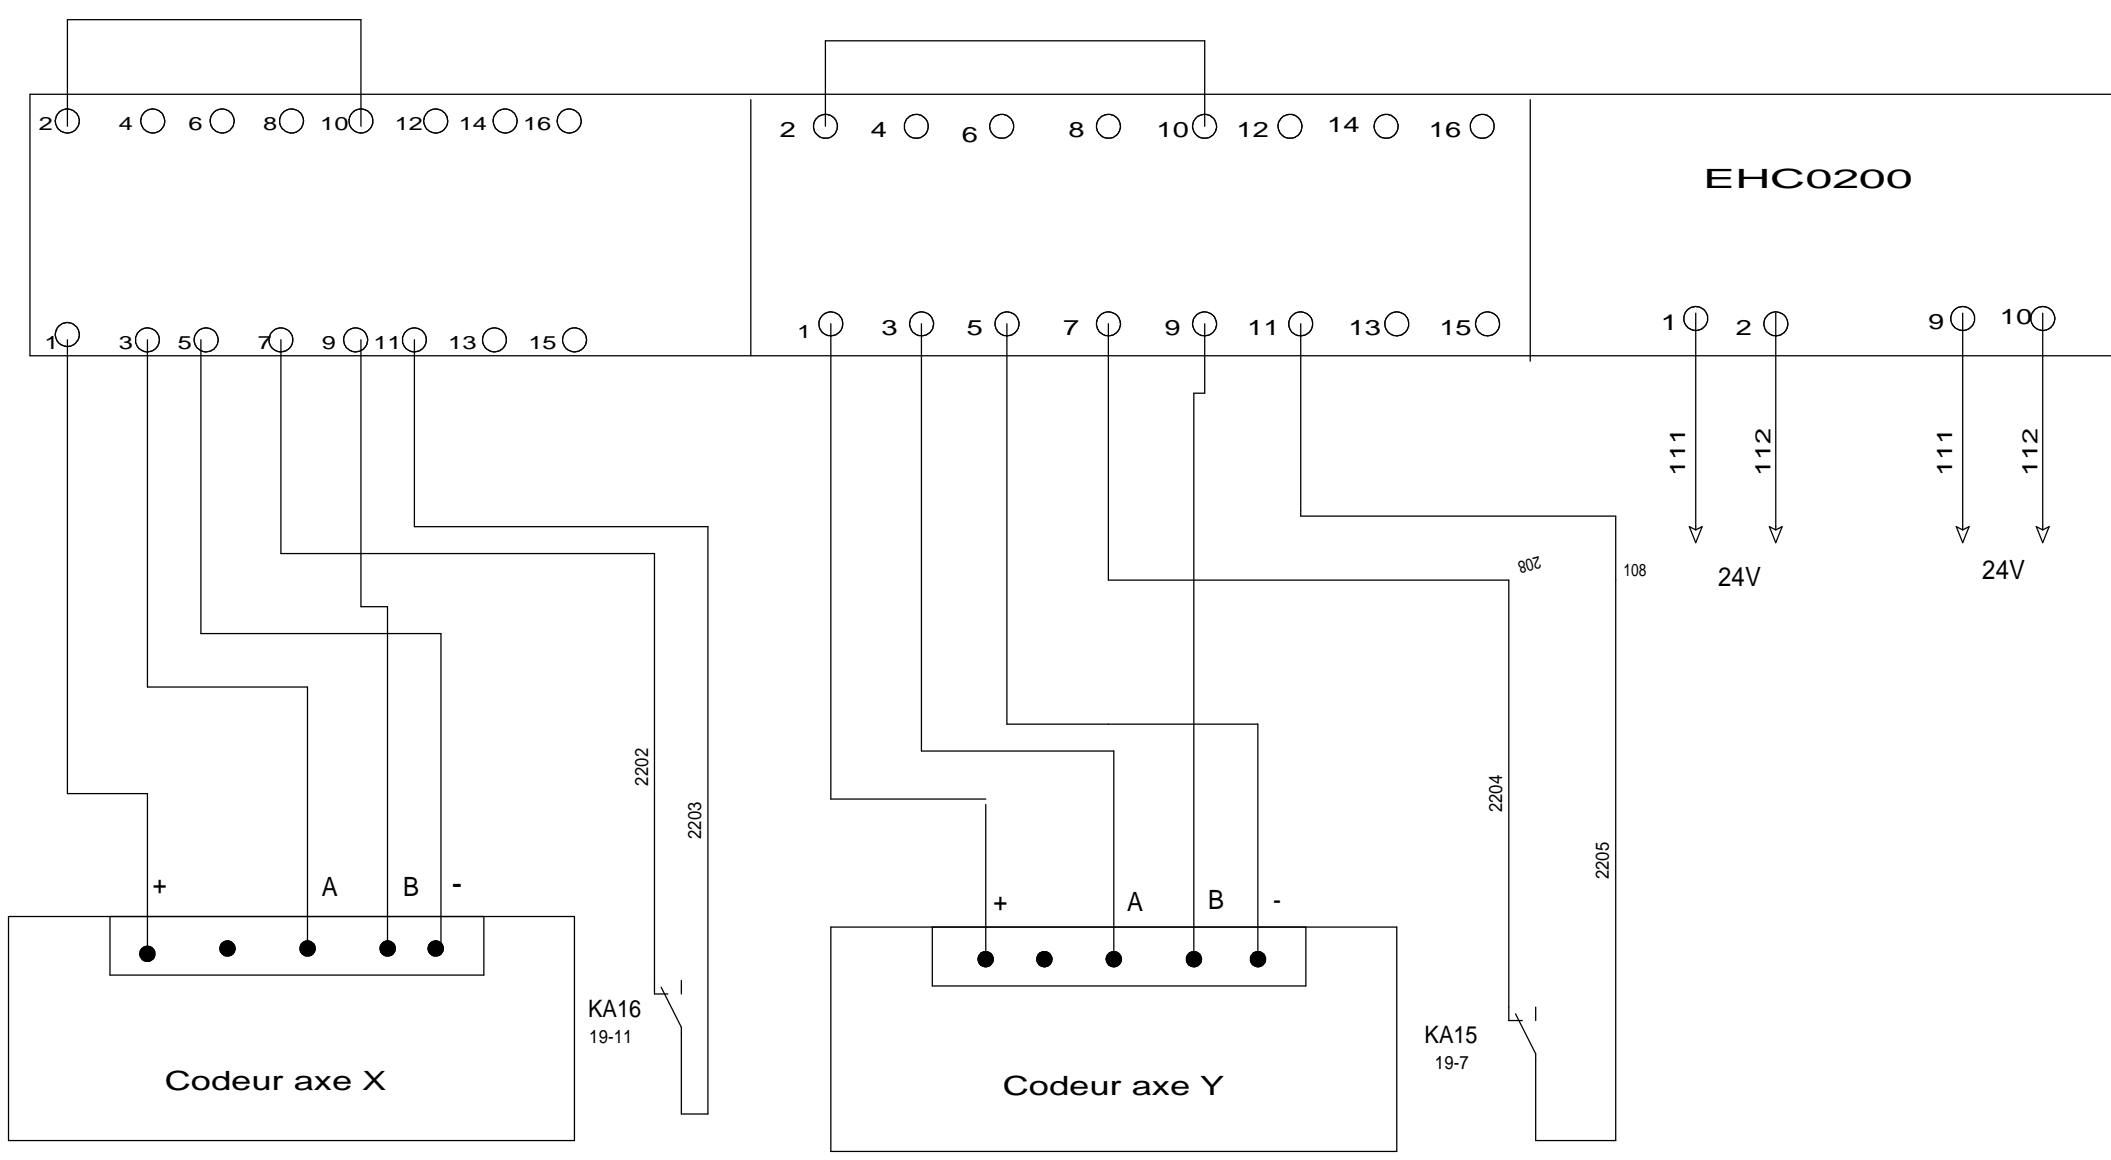 2 4 6 8 10 12 14 16
2 4 6 8 10 12 14 16
EHC0200
1 3 5 7 9 11 13 15
1 3 5 7 9 11 13 15
1 2 9 10
111 112 111 112
24V 24V
208 108
2202
2203
2204
2205
+ A B -
+ A B -
KA16
19-11
KA15
19-7
Codeur axe X
Codeur axe Y